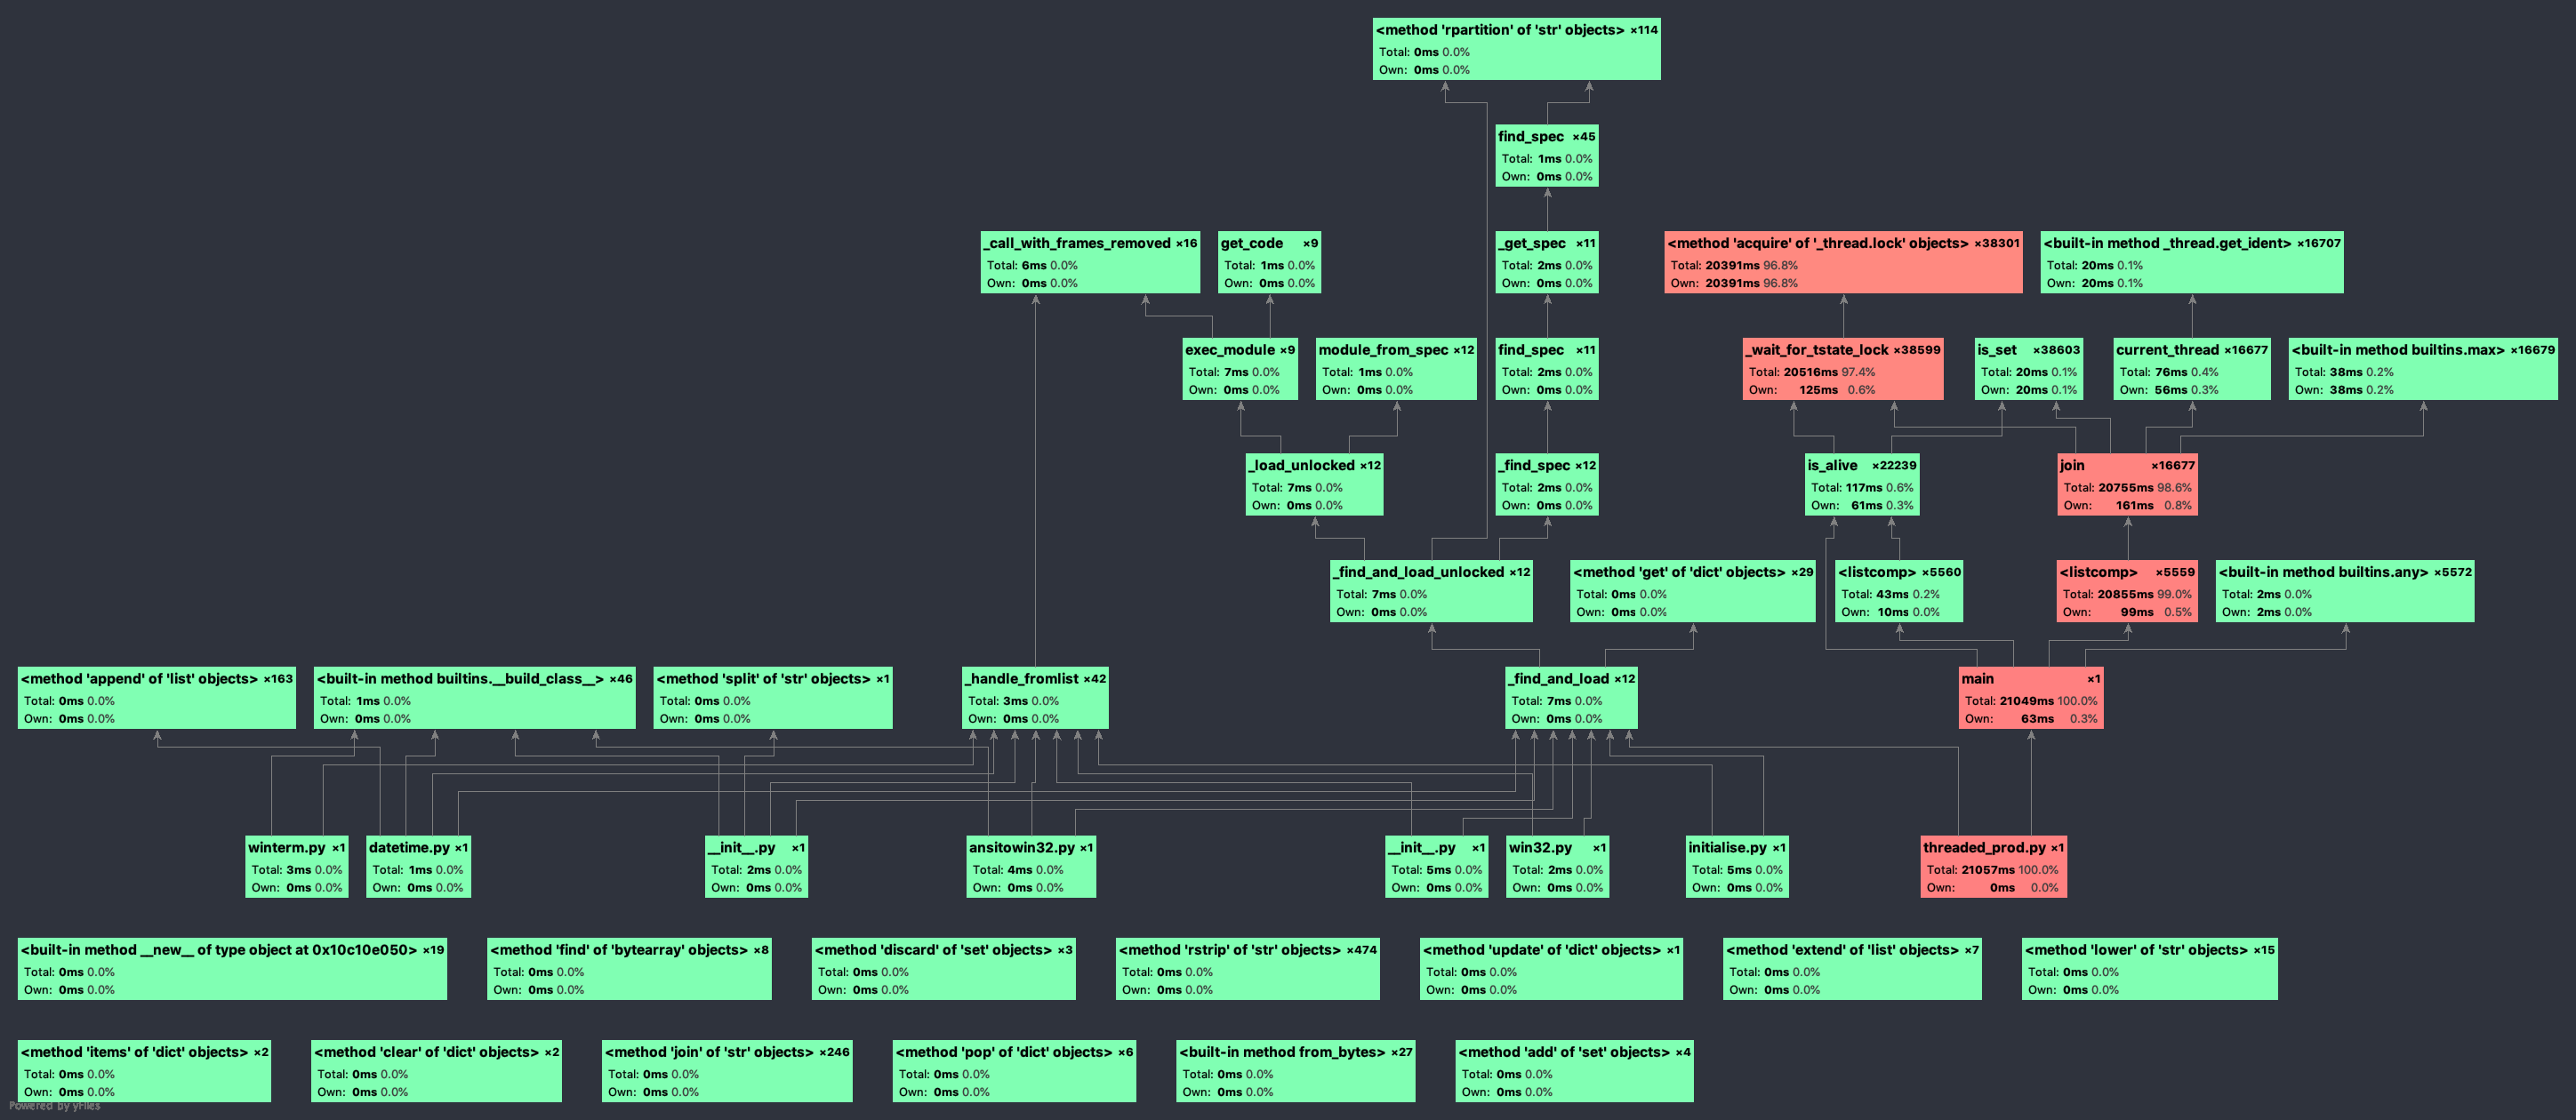 <method 'rpartition' of 'str' objects> ×114
Total: 0ms 0.0%
Own: 0ms 0.0%
find_spec ×45
Total: 1ms 0.0%
Own: 0ms 0.0%
_call_with_frames_removed ×16
Total: 6ms 0.0%
Own: 0ms 0.0%
get_code ×9
Total: 1ms 0.0%
Own: 0ms 0.0%
_get_spec ×11
Total: 2ms 0.0%
Own: 0ms 0.0%
<method 'acquire' of '_thread.lock' objects> ×38301
Total: 20391ms 96.8%
Own: 20391ms 96.8%
<built-in method _thread.get_ident> ×16707
Total: 20ms 0.1%
Own: 20ms 0.1%
exec_module ×9
Total: 7ms 0.0%
Own: 0ms 0.0%
module_from_spec ×12
Total: 1ms 0.0%
Own: 0ms 0.0%
find_spec ×11
Total: 2ms 0.0%
Own: 0ms 0.0%
_wait_for_tstate_lock ×38599
Total: 20516ms 97.4%
Own: 125ms 0.6%
is_set ×38603
Total: 20ms 0.1%
Own: 20ms 0.1%
current_thread ×16677
Total: 76ms 0.4%
Own: 56ms 0.3%
<built-in method builtins.max> ×16679
Total: 38ms 0.2%
Own: 38ms 0.2%
_load_unlocked ×12
Total: 7ms 0.0%
Own: 0ms 0.0%
_find_spec ×12
Total: 2ms 0.0%
Own: 0ms 0.0%
is_alive ×22239
Total: 117ms 0.6%
Own: 61ms 0.3%
join ×16677
Total: 20755ms 98.6%
Own: 161ms 0.8%
_find_and_load_unlocked ×12
Total: 7ms 0.0%
Own: 0ms 0.0%
<method 'get' of 'dict' objects> ×29
Total: 0ms 0.0%
Own: 0ms 0.0%
<listcomp> ×5560
Total: 43ms 0.2%
Own: 10ms 0.0%
<listcomp> ×5559
Total: 20855ms 99.0%
Own: 99ms 0.5%
<built-in method builtins.any> ×5572
Total: 2ms 0.0%
Own: 2ms 0.0%
<method 'append' of 'list' objects> ×163
Total: 0ms 0.0%
Own: 0ms 0.0%
<built-in method builtins.__build_class__> ×46
Total: 1ms 0.0%
Own: 0ms 0.0%
<method 'split' of 'str' objects> ×1
Total: 0ms 0.0%
Own: 0ms 0.0%
_handle_fromlist ×42
Total: 3ms 0.0%
Own: 0ms 0.0%
_find_and_load ×12
Total: 7ms 0.0%
Own: 0ms 0.0%
main ×1
Total: 21049ms 100.0%
Own: 63ms 0.3%
winterm.py ×1
Total: 3ms 0.0%
Own: 0ms 0.0%
datetime.py ×1
Total: 1ms 0.0%
Own: 0ms 0.0%
__init__.py ×1
Total: 2ms 0.0%
Own: 0ms 0.0%
ansitowin32.py ×1
Total: 4ms 0.0%
Own: 0ms 0.0%
__init__.py ×1
Total: 5ms 0.0%
Own: 0ms 0.0%
win32.py ×1
Total: 2ms 0.0%
Own: 0ms 0.0%
initialise.py ×1
Total: 5ms 0.0%
Own: 0ms 0.0%
threaded_prod.py ×1
Total: 21057ms 100.0%
Own: 0ms 0.0%
<built-in method __new__ of type object at 0x10c10e050> ×19
Total: 0ms 0.0%
Own: 0ms 0.0%
<method 'find' of 'bytearray' objects> ×8
Total: 0ms 0.0%
Own: 0ms 0.0%
<method 'discard' of 'set' objects> ×3
Total: 0ms 0.0%
Own: 0ms 0.0%
<method 'rstrip' of 'str' objects> ×474
Total: 0ms 0.0%
Own: 0ms 0.0%
<method 'update' of 'dict' objects> ×1
Total: 0ms 0.0%
Own: 0ms 0.0%
<method 'extend' of 'list' objects> ×7
Total: 0ms 0.0%
Own: 0ms 0.0%
<method 'lower' of 'str' objects> ×15
Total: 0ms 0.0%
Own: 0ms 0.0%
<method 'items' of 'dict' objects> ×2
Total: 0ms 0.0%
Own: 0ms 0.0%
<method 'clear' of 'dict' objects> ×2
Total: 0ms 0.0%
Own: 0ms 0.0%
<method 'join' of 'str' objects> ×246
Total: 0ms 0.0%
Own: 0ms 0.0%
<method 'pop' of 'dict' objects> ×6
Total: 0ms 0.0%
Own: 0ms 0.0%
<built-in method from_bytes> ×27
Total: 0ms 0.0%
Own: 0ms 0.0%
<method 'add' of 'set' objects> ×4
Total: 0ms 0.0%
Own: 0ms 0.0%
Powered by yFiles